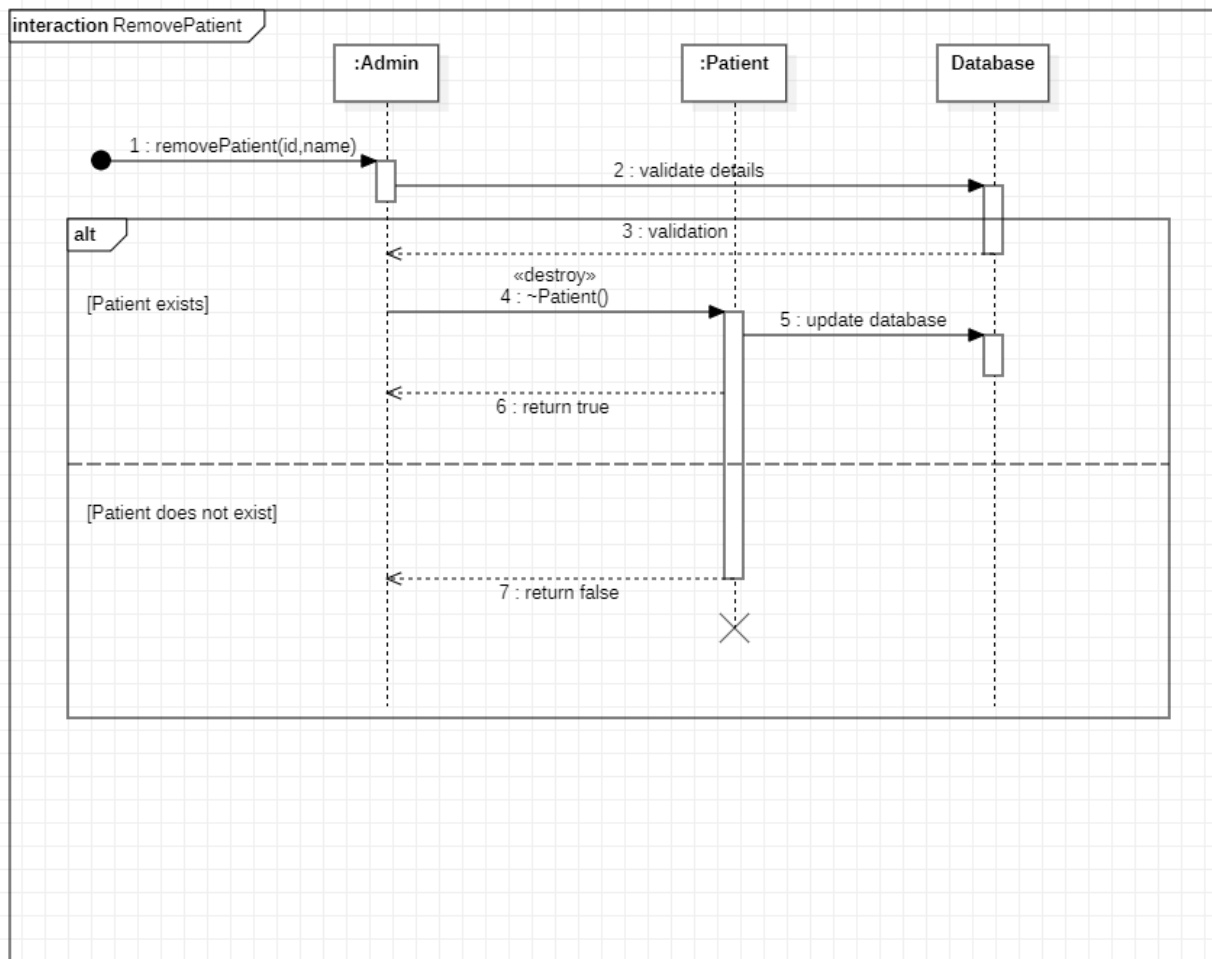 interaction RemovePatient
:Admin
:Patient
Database
1 : removePatient(id,name)
2 : validate details
alt
3 : validation
«destroy»
4 : ~Patient()
[Patient exists]
5 : update database
6 : return true
[Patient does not exist]
7 : return false